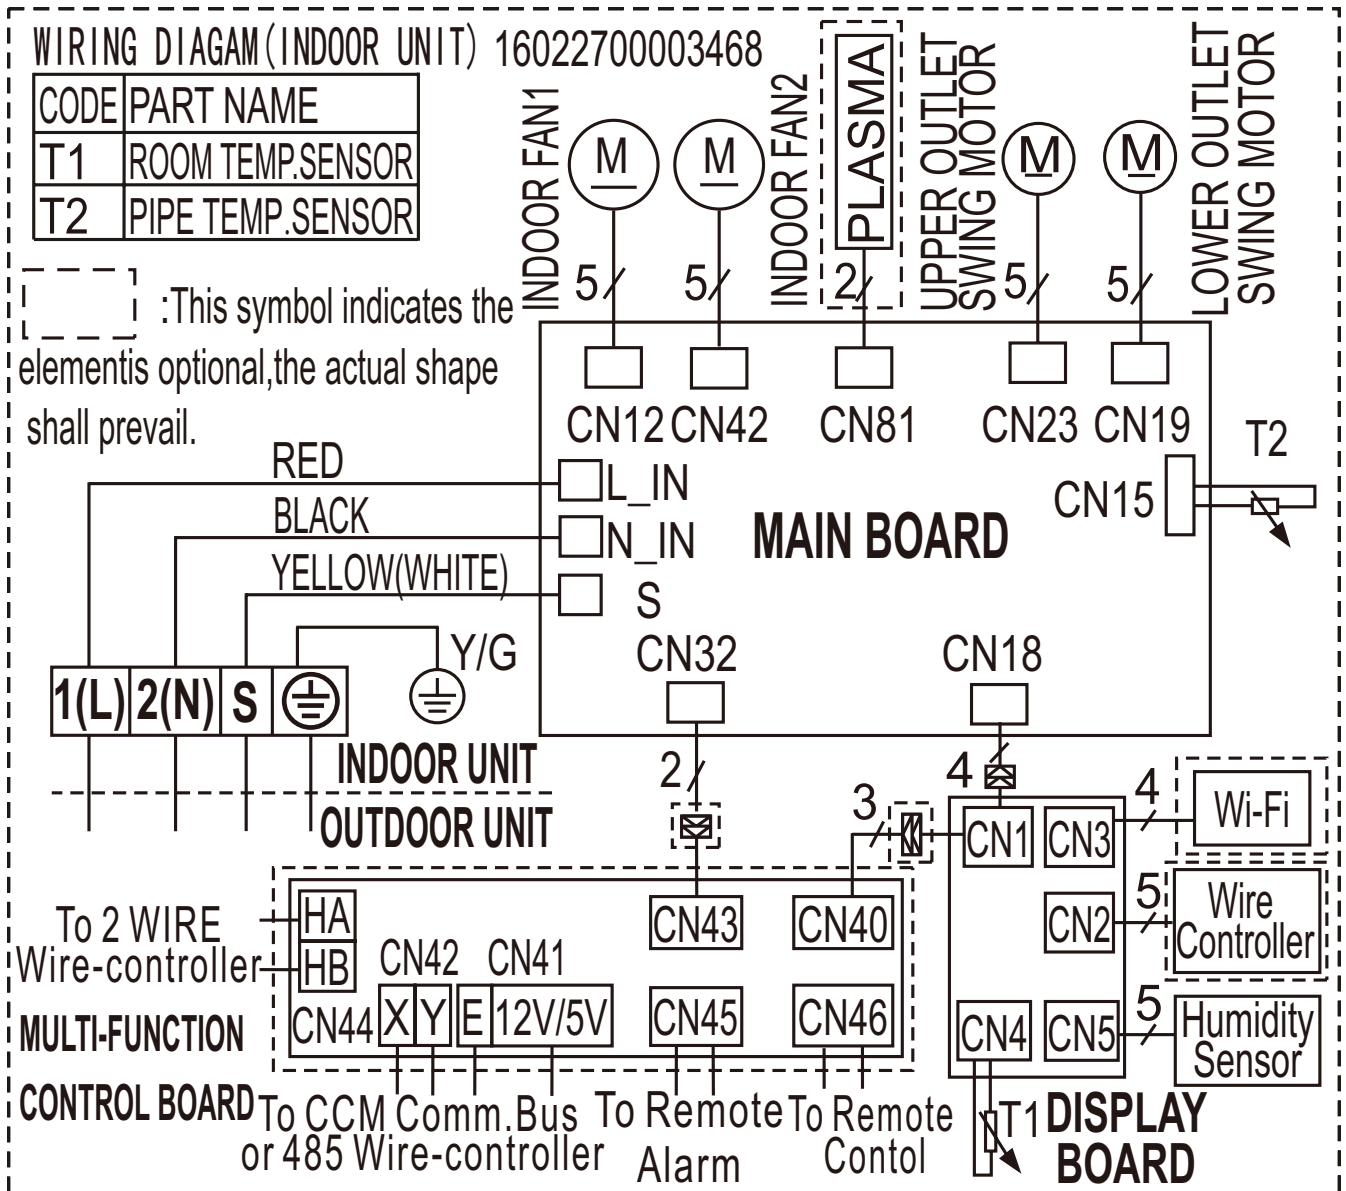 WIRING DIAGAM(INDOOR UNIT) 16022700003468
CODE PART NAME
T1 ROOM TEMP.SENSOR
T2 PIPE TEMP.SENSOR
:This symbol indicates the
elementis optional,the actual shape
shall prevail.
INDOOR FAN1
M
M
INDOOR FAN2
PLASMA
UPPER OUTLET
SWING MOTOR
M
M
LOWER OUTLET
SWING MOTOR
5
5
2
5
5
CN12 CN42 CN81 CN23 CN19
T2
RED
L_IN
CN15
BLACK
N_IN
MAIN BOARD
YELLOW(WHITE)
S
Y/G
CN32
CN18
1(L) 2(N) S
INDOOR UNIT
OUTDOOR UNIT
2
4
3
CN1
CN3
4
Wi-Fi
CN2
5
Wire
Controller
CN4
CN5
5
Humidity
Sensor
To 2 WIRE
Wire-controller
HA
HB
CN44
CN42
X Y
CN41
E 12V/5V
CN43
CN40
CN45
CN46
MULTI-FUNCTION
CONTROL BOARD
To CCM Comm.Bus
or 485 Wire-controller
To Remote
Alarm
To Remote
Contol
T1
DISPLAY
BOARD